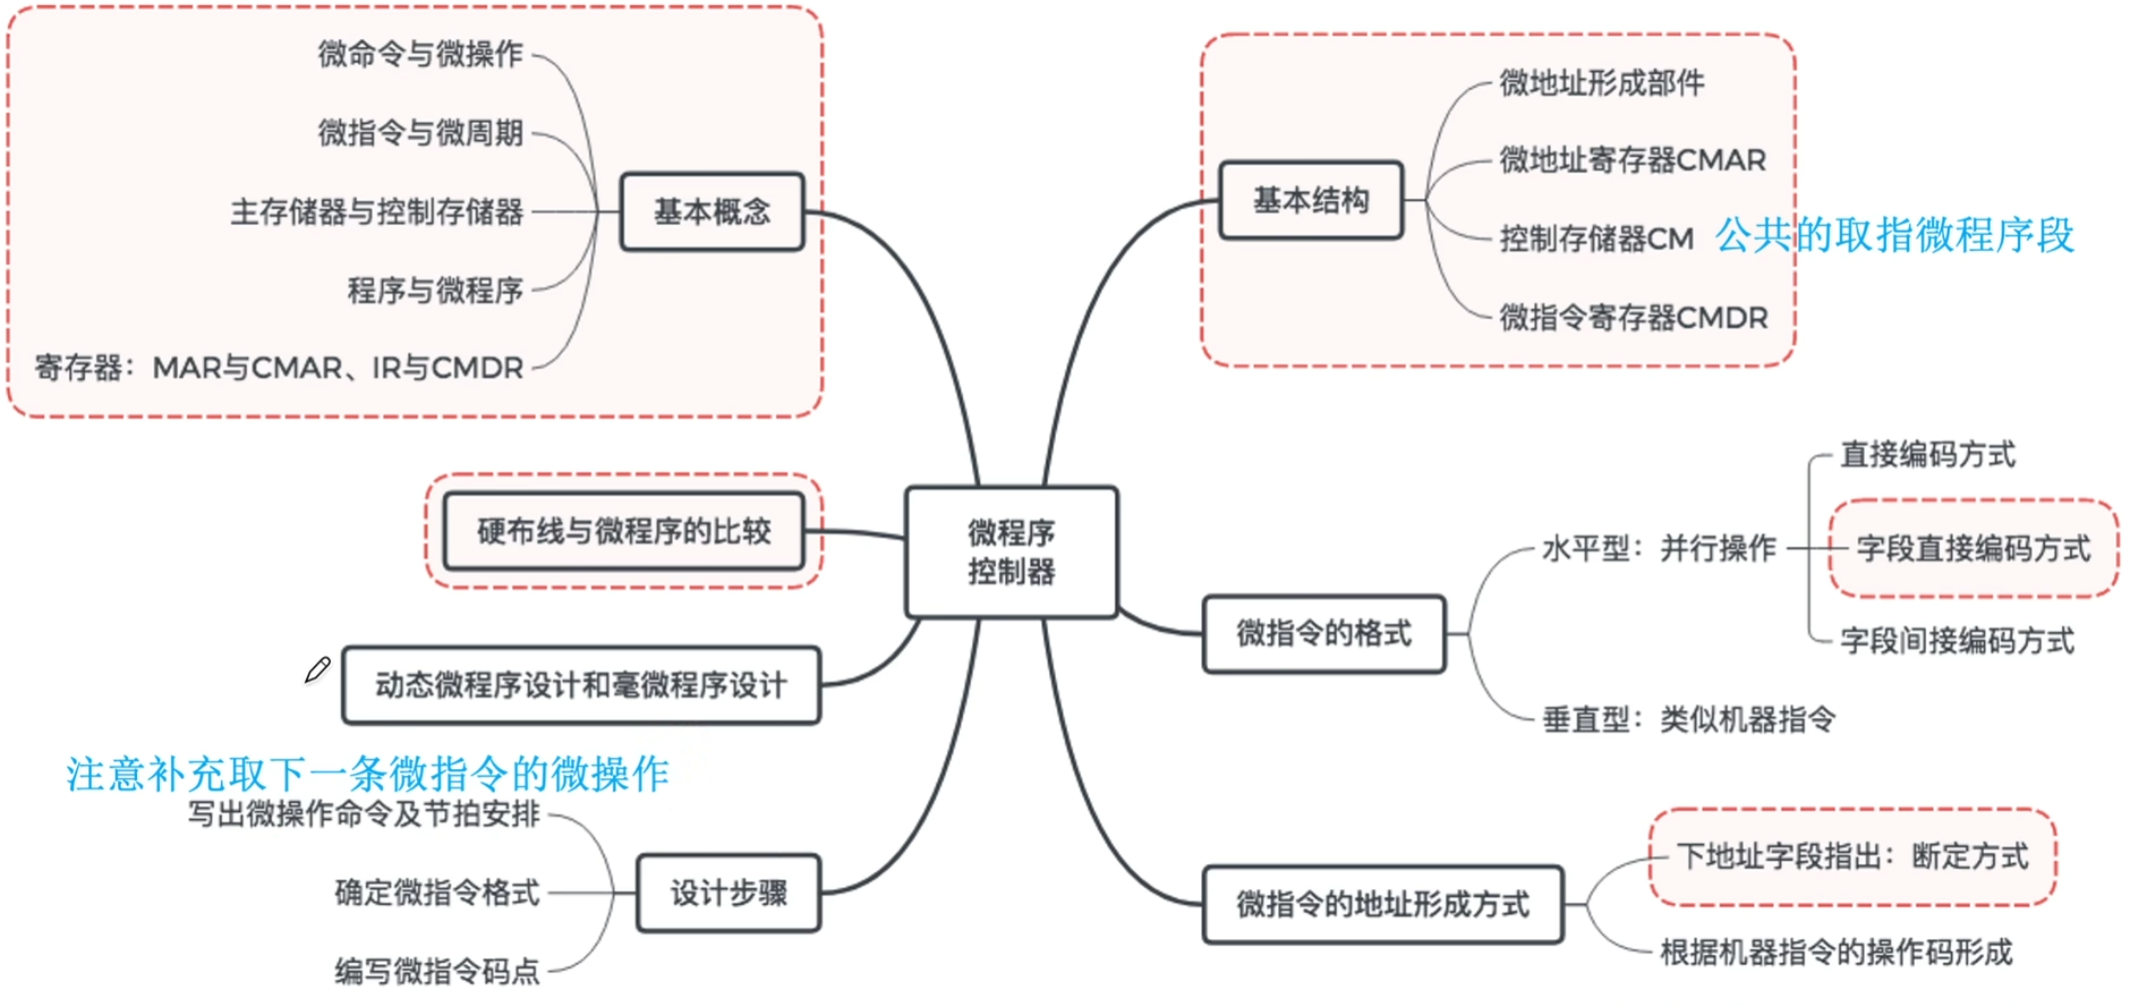 微命令与微操作
微指令与微周期
主存储器与控制存储器
程序与微程序
寄存器：MAR与CMAR、IR与CMDR
基本概念
硬布线与微程序的比较
动态微程序设计和毫微程序设计
注意补充取下一条微指令的微操作
写出微操作命令及节拍安排
确定微指令格式
编写微指令码点
设计步骤
微程序
控制器
基本结构
微地址形成部件
微地址寄存器CMAR
控制存储器CM 公共的取指微程序段
微指令寄存器CMDR
微指令的格式
水平型：并行操作
直接编码方式
字段直接编码方式
字段间接编码方式
垂直型：类似机器指令
微指令的地址形成方式
下地址字段指出：断定方式
根据机器指令的操作码形成